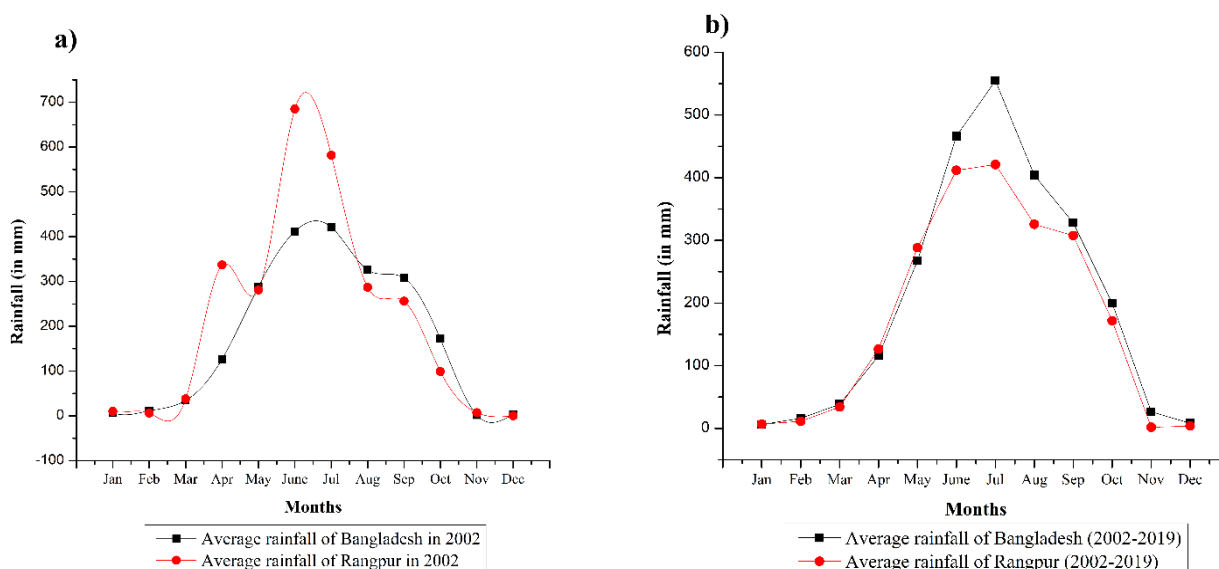 a)
700
600
500
400
300
200
100
0
-100
Rainfall (in mm)
Jan Feb Mar Apr May June Jul Aug Sep Oct Nov Dec
Months
Average rainfall of Bangladesh in 2002
Average rainfall of Rangpur in 2002
b)
600
500
400
300
200
100
0
Rainfall (in mm)
Jan Feb Mar Apr May June Jul Aug Sep Oct Nov Dec
Months
Average rainfall of Bangladesh (2002-2019)
Average rainfall of Rangpur (2002-2019)